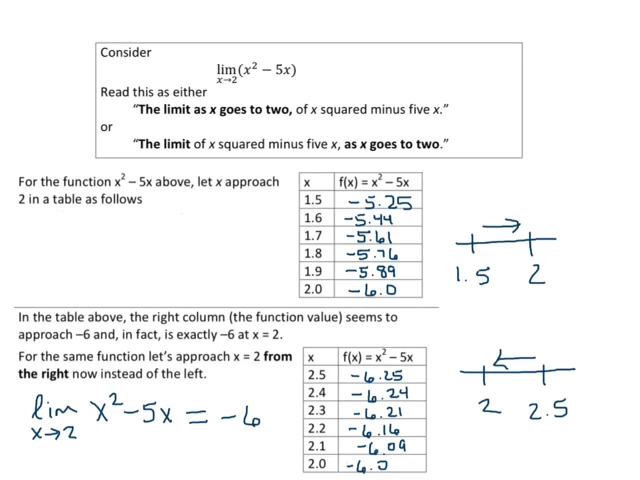 Consider
lim(x² − 5x)
x→2
Read this as either
"The limit as x goes to two, of x squared minus five x."
or
"The limit of x squared minus five x, as x goes to two."
For the function x² – 5x above, let x approach
2 in a table as follows
x f(x) = x² – 5x
1.5 -5.25
1.6 -5.44
1.7 -5.61
1.8 -5.76
1.9 -5.89
2.0 -6.0
1.5 2
In the table above, the right column (the function value) seems to
approach –6 and, in fact, is exactly –6 at x = 2.
For the same function let's approach x = 2 from
the right now instead of the left.
x f(x) = x² – 5x
2.5 -6.25
2.4 -6.24
2.3 -6.21
2.2 -6.16
2.1 -6.09
2.0 -6.0
2 2.5
lim x² - 5x = -6
x→2